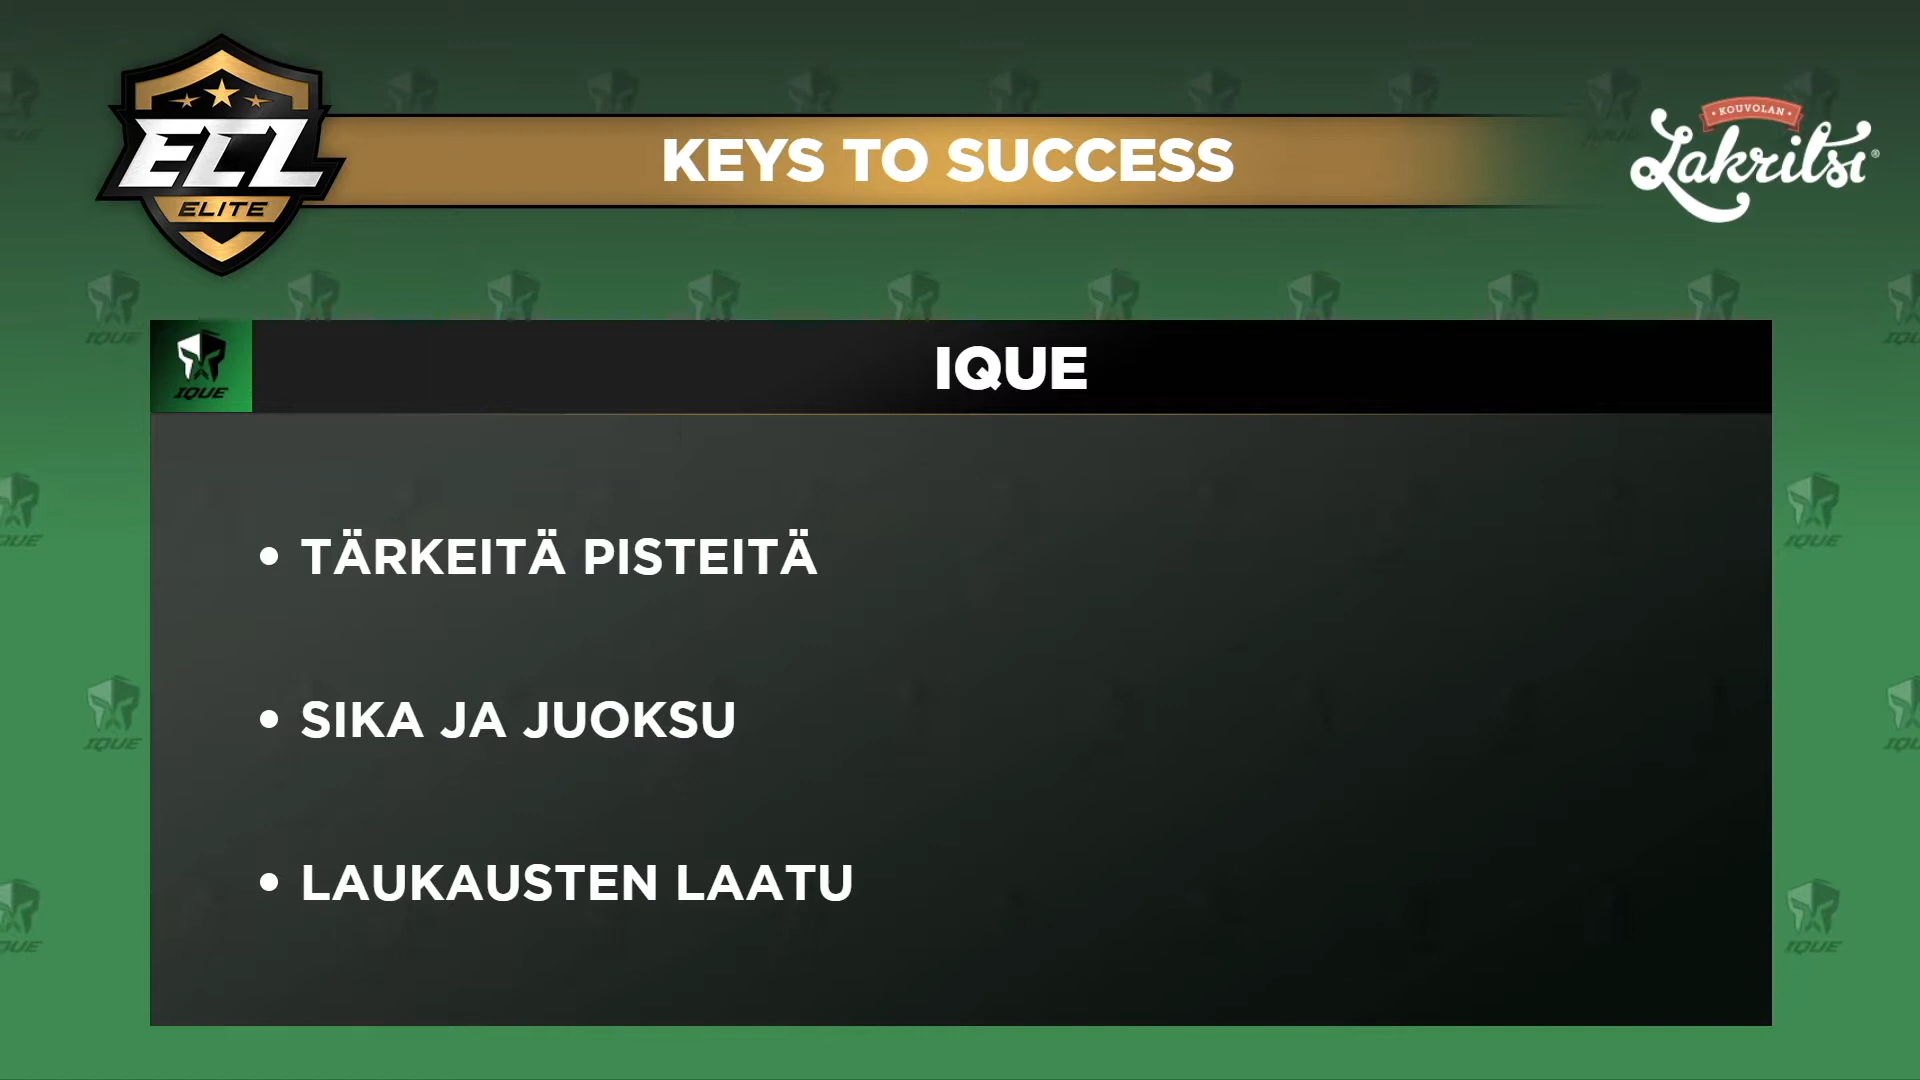 ECL
ELITE
KEYS TO SUCCESS
• KOUVOLAN •
Lakritsi®
IQUE
IQUE
• TÄRKEITÄ PISTEITÄ
• SIKA JA JUOKSU
• LAUKAUSTEN LAATU